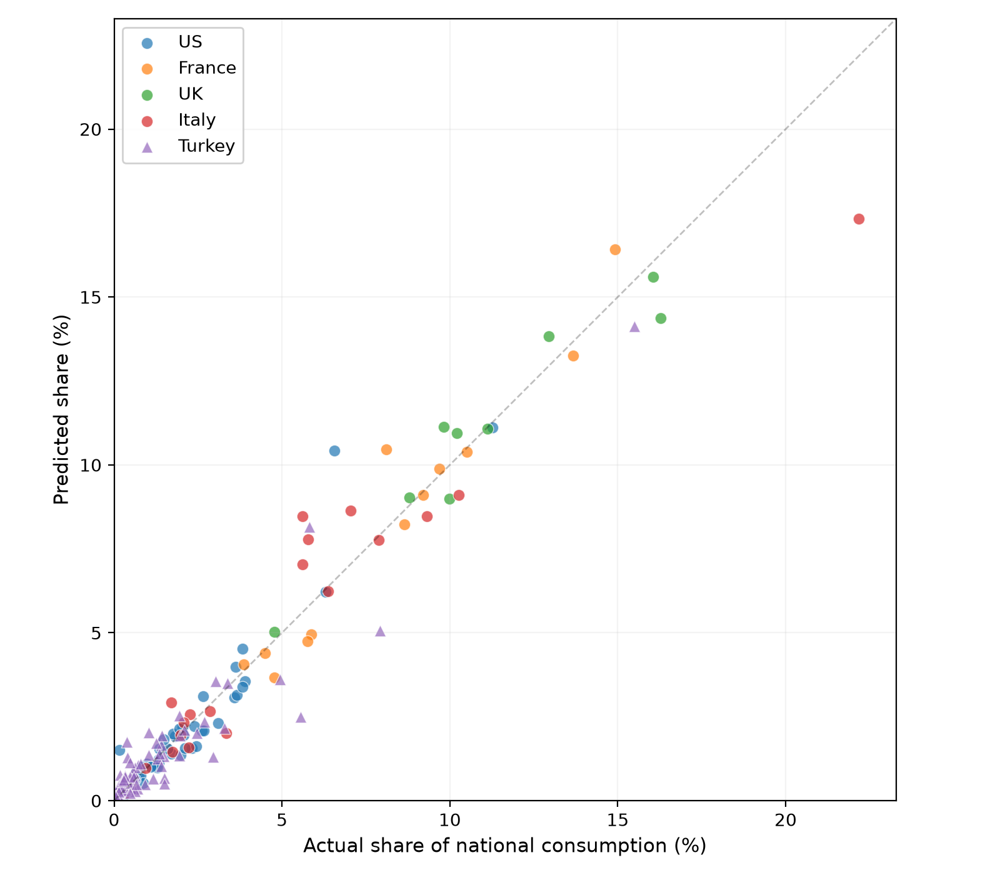 US
France
UK
Italy
Turkey
Predicted share (%)
20
15
10
5
0
0 5 10 15 20
Actual share of national consumption (%)